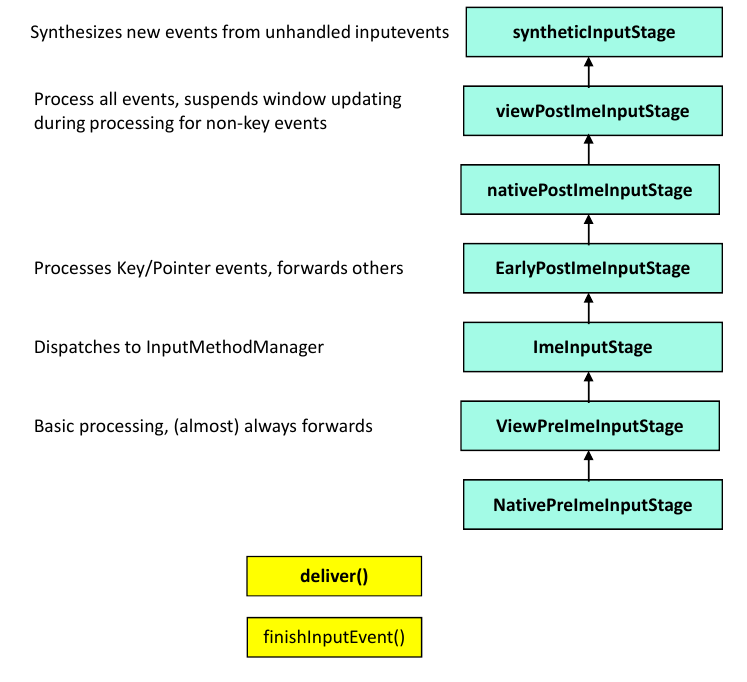 Synthesizes new events from unhandled inputevents
syntheticInputStage
Process all events, suspends window updating
during processing for non-key events
viewPostImeInputStage
nativePostImeInputStage
Processes Key/Pointer events, forwards others
EarlyPostImeInputStage
Dispatches to InputMethodManager
ImeInputStage
Basic processing, (almost) always forwards
ViewPreImeInputStage
NativePreImeInputStage
deliver()
finishInputEvent()